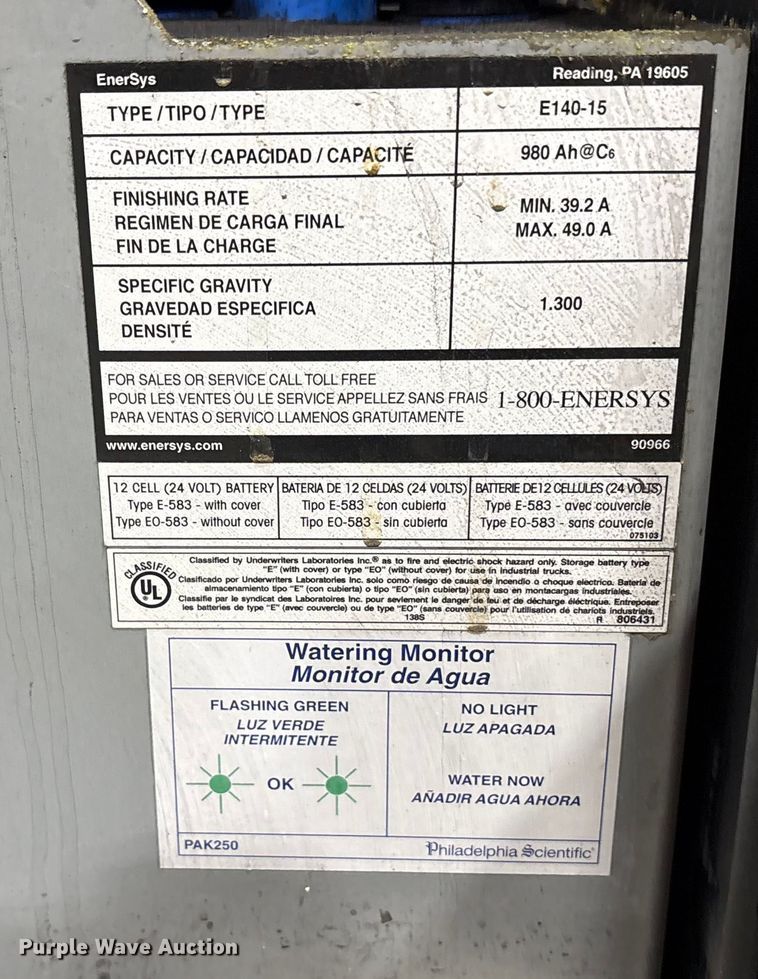 EnerSys Reading, PA 19605
TYPE / TIPO / TYPE E140-15
CAPACITY / CAPACIDAD / CAPACITÉ 980 Ah@C6
FINISHING RATE
REGIMEN DE CARGA FINAL
FIN DE LA CHARGE
MIN. 39.2 A
MAX. 49.0 A
SPECIFIC GRAVITY
GRAVEDAD ESPECIFICA
DENSITÉ
1.300
FOR SALES OR SERVICE CALL TOLL FREE
POUR LES VENTES OU LE SERVICE APPELLEZ SANS FRAIS
PARA VENTAS O SERVICO LLAMENOS GRATUITAMENTE
1-800-ENERSYS
www.enersys.com 90966
12 CELL (24 VOLT) BATTERY
Type E-583 - with cover
Type EO-583 - without cover
BATERIA DE 12 CELDAS (24 VOLTS)
Tipo E-583 - con cubierta
Tipo EO-583 - sin cubierta
BATTERIE DE 12 CELLULES (24 VOLTS)
Type E-583 - avec couvercle
Type EO-583 - sans couvercle
075103
CLASSIFIED
UL
Classified by Underwriters Laboratories Inc.® as to fire and electric shock hazard only. Storage battery type
"E" (with cover) or type "EO" (without cover) for use in industrial trucks.
Clasificado por Underwriters Laboratories Inc. solo como riesgo de causa de incendio o choque electrico. Bateria de
almacenamiento tipo "E" (con cubierta) o tipo "EO" (sin cubierta) para uso en montacargas industriales.
Classifie par le syndicat des Laboratoires Inc. pour sevlement le danger de feu et de décharge éléctrique. Entreposer
les batteries de type "E" (avec couvercle) ou de type "EO" (sans couvercle) pour l'utilisation de chariots industriels.
138S R 806431
Watering Monitor
Monitor de Agua
FLASHING GREEN
LUZ VERDE
INTERMITENTE
OK
NO LIGHT
LUZ APAGADA
WATER NOW
AÑADIR AGUA AHORA
PAK250 Philadelphia Scientific
Purple Wave Auction